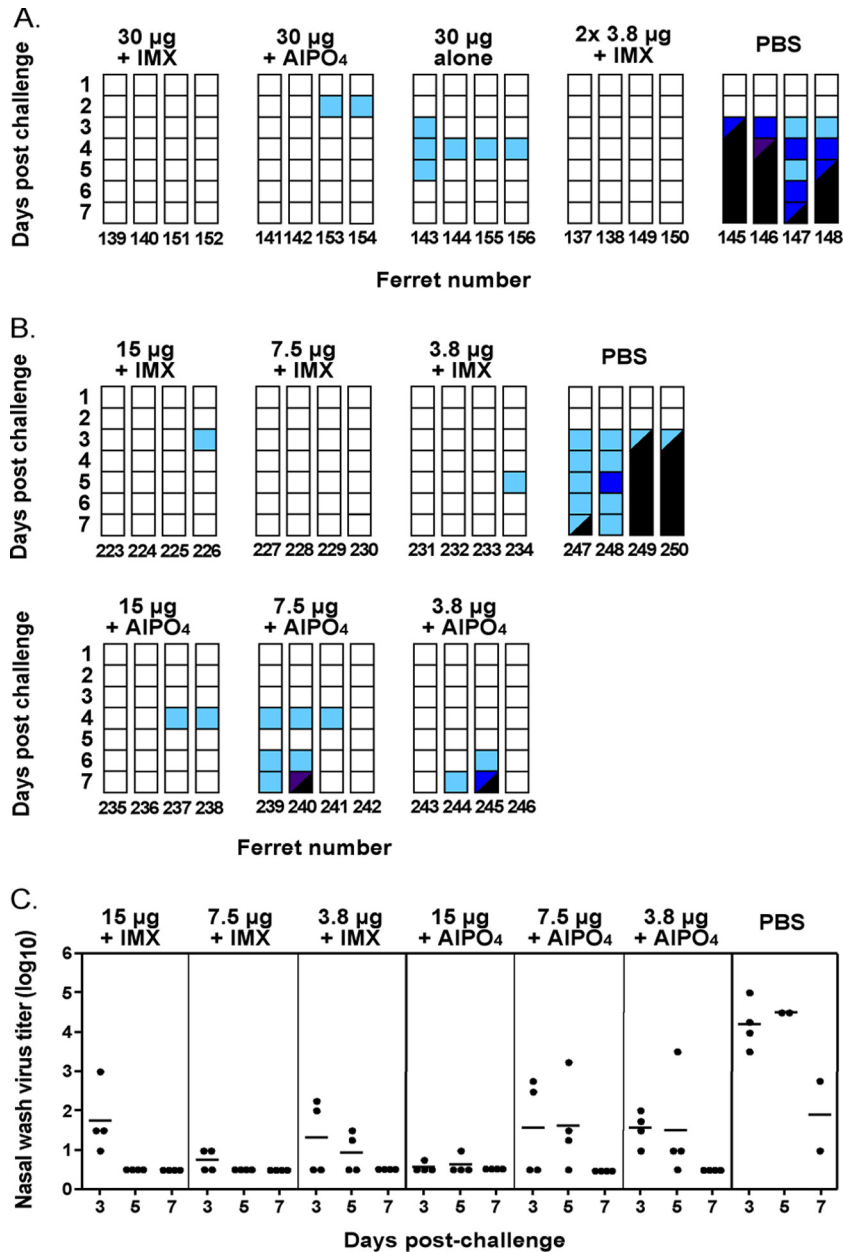 A.
30 µg 30 µg 30 µg 2x 3.8 µg PBS
+ IMX + AlPO4 alone + IMX
Days post challenge
1
2
3
4
5
6
7
139 140 151 152 141 142 153 154 143 144 155 156 137 138 149 150 145 146 147 148
Ferret number
B.
15 µg 7.5 µg 3.8 µg PBS
+ IMX + IMX + IMX
Days post challenge
1
2
3
4
5
6
7
223 224 225 226 227 228 229 230 231 232 233 234 247 248 249 250
15 µg 7.5 µg 3.8 µg
+ AlPO4 + AlPO4 + AlPO4
Days post challenge
1
2
3
4
5
6
7
235 236 237 238 239 240 241 242 243 244 245 246
Ferret number
C.
15 µg 7.5 µg 3.8 µg 15 µg 7.5 µg 3.8 µg PBS
+ IMX + IMX + IMX + AlPO4 + AlPO4 + AlPO4
Nasal wash virus titer (log10)
6
5
4
3
2
1
0
3 5 7 3 5 7 3 5 7 3 5 7 3 5 7 3 5 7 3 5 7
Days post-challenge